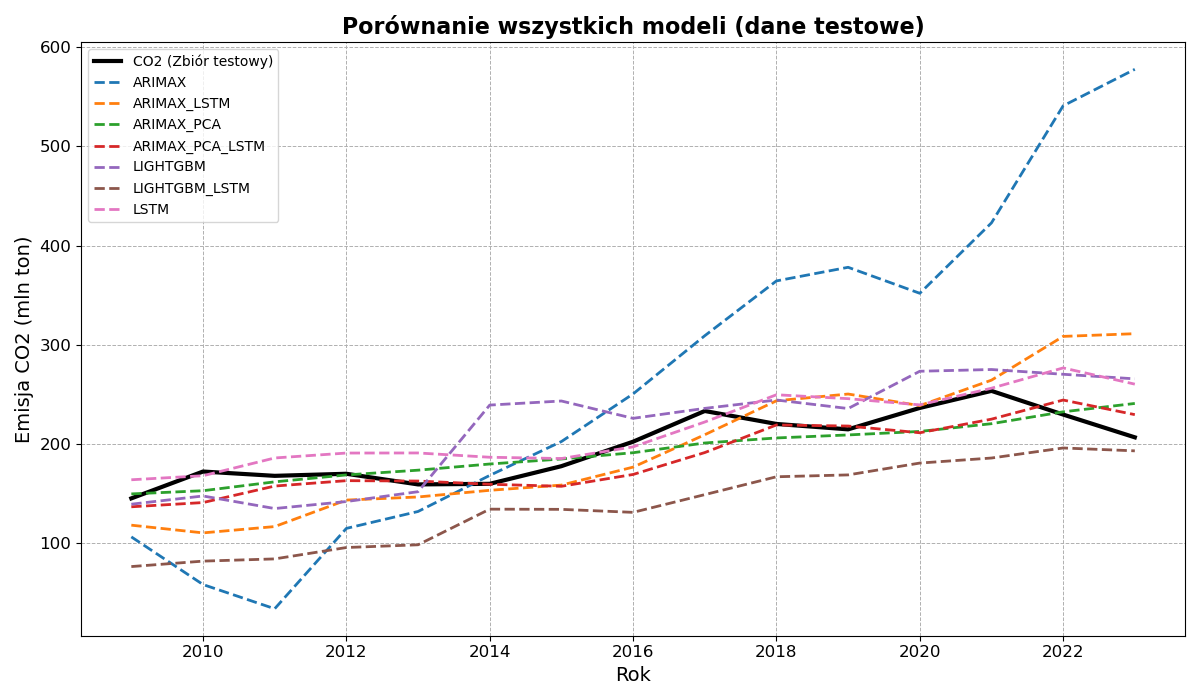 Porównanie wszystkich modeli (dane testowe)
CO2 (Zbiór testowy)
ARIMAX
ARIMAX_LSTM
ARIMAX_PCA
ARIMAX_PCA_LSTM
LIGHTGBM
LIGHTGBM_LSTM
LSTM
Emisja CO2 (mln ton)
600
500
400
300
200
100
2010 2012 2014 2016 2018 2020 2022
Rok